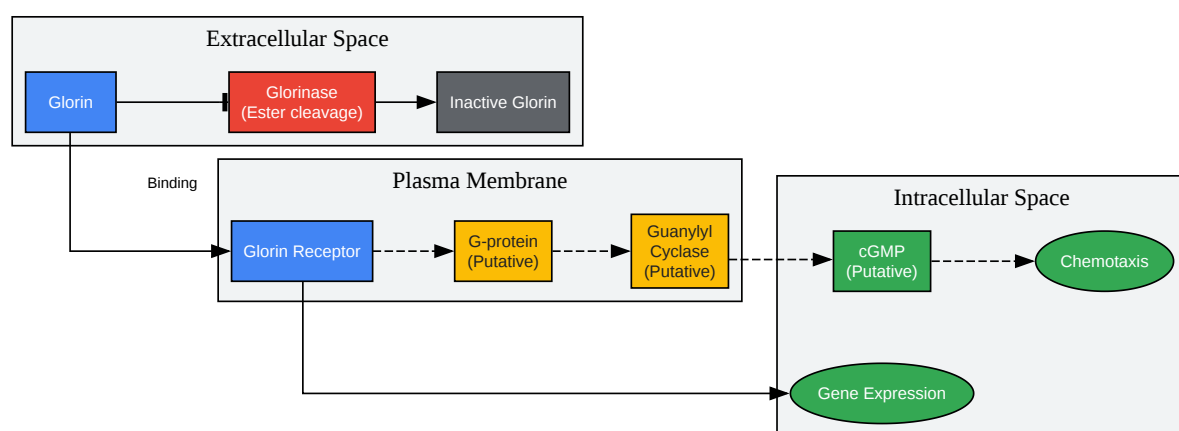 Extracellular Space
Glorin
Glorinase
(Ester cleavage)
Inactive Glorin
Binding
Plasma Membrane
Glorin Receptor
G-protein
(Putative)
Guanylyl
Cyclase
(Putative)
Intracellular Space
cGMP
(Putative)
Chemotaxis
Gene Expression